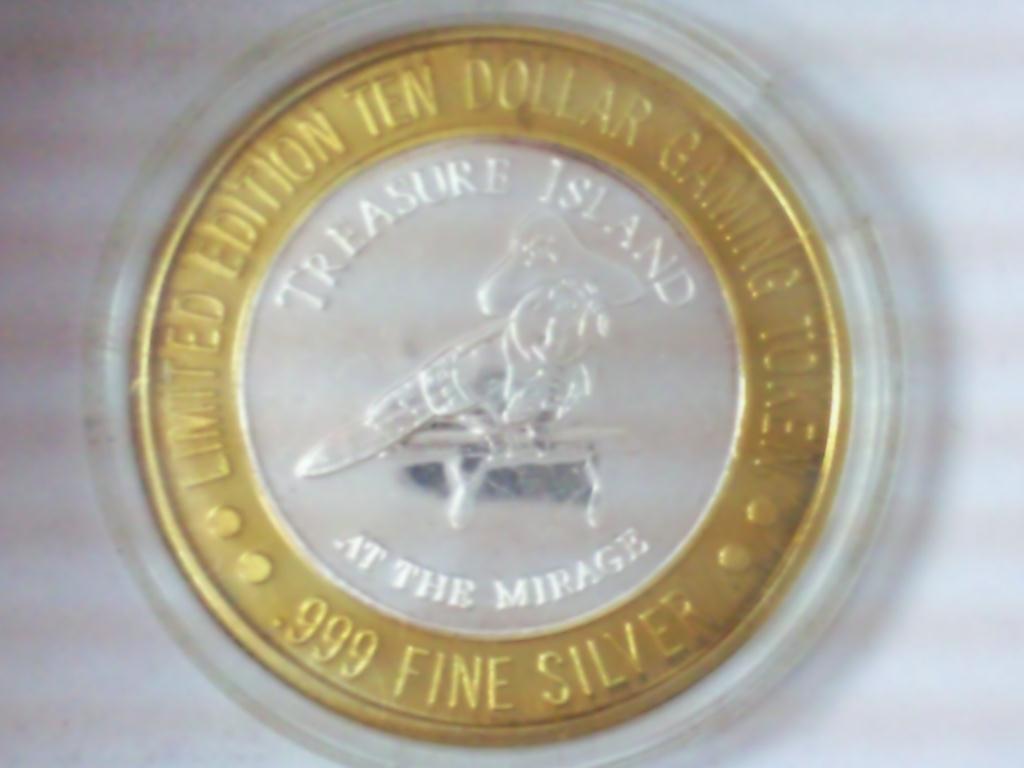 LIMITED EDITION TEN DOLLAR GAMING TOKEN
TREASURE ISLAND
AT THE MIRAGE
.999 FINE SILVER